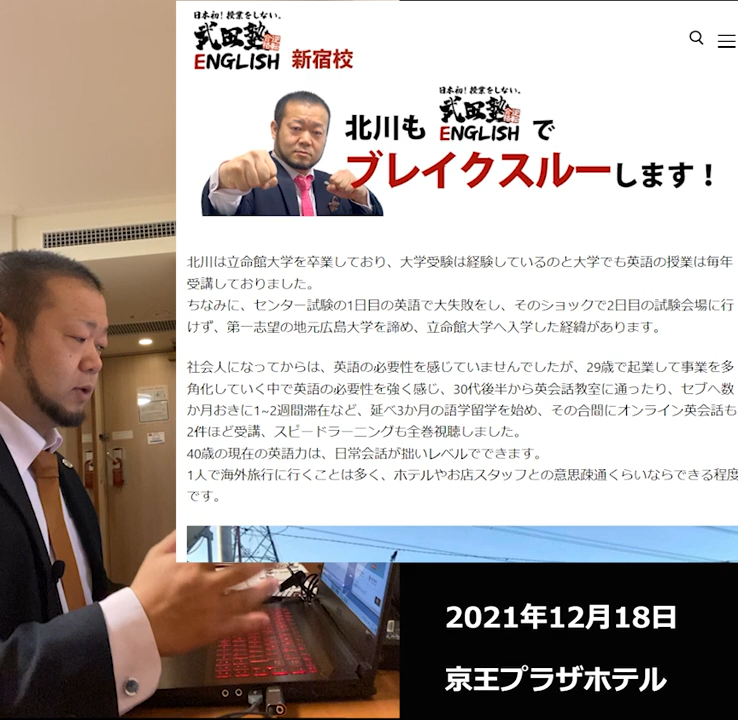 日本初！授業をしない。
武田塾 逆転合格
ENGLISH 新宿校
日本初！授業をしない。
北川も 武田塾 逆転合格 ENGLISH で
ブレイクスルーします！
北川は立命館大学を卒業しており、大学受験は経験しているのと大学でも英語の授業は毎年
受講しておりました。
ちなみに、センター試験の1日目の英語で大失敗をし、そのショックで2日目の試験会場に行
けず、第一志望の地元広島大学を諦め、立命館大学へ入学した経緯があります。
社会人になってからは、英語の必要性を感じていませんでしたが、29歳で起業して事業を多
角化していく中で英語の必要性を強く感じ、30代後半から英会話教室に通ったり、セブへ数
か月おきに1~2週間滞在など、延べ3か月の語学留学を始め、その合間にオンライン英会話も
2件ほど受講、スピードラーニングも全巻視聴しました。
40歳の現在の英語力は、日常会話が拙いレベルでできます。
1人で海外旅行に行くことは多く、ホテルやお店スタッフとの意思疎通くらいならできる程度
です。
2021年12月18日
京王プラザホテル